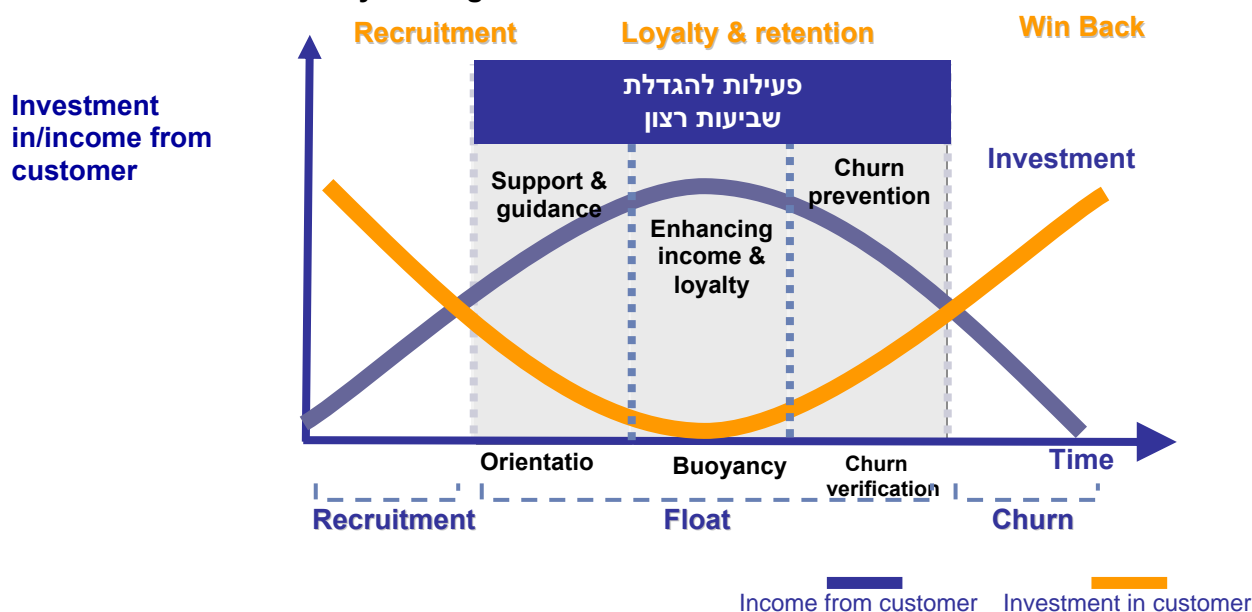 Recruitment
Loyalty & retention
Win Back
Investment
in/income from
customer
פעילות להגדלת
שביעות רצון
Support &
guidance
Enhancing
income &
loyalty
Churn
prevention
Investment
Orientatio
Buoyancy
Churn
verification
Time
Recruitment
Float
Churn
Income from customer
Investment in customer